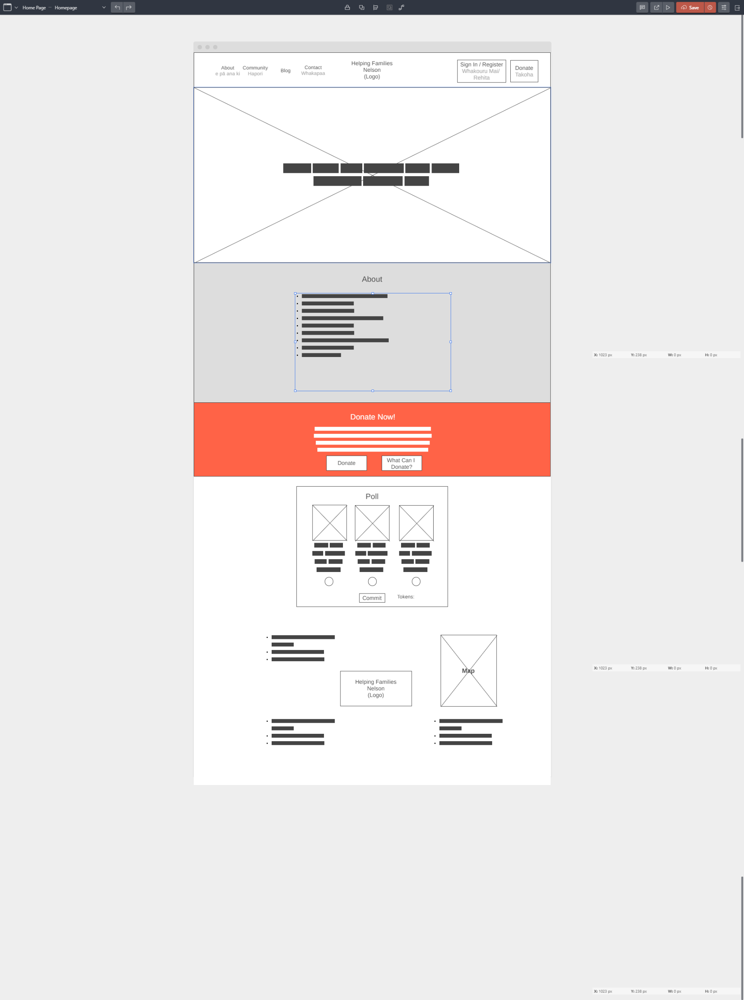 Home Page – Homepage
Save
About
e pā ana ki
Community
Hapori
Blog
Contact
Whakapaa
Helping Families
Nelson
(Logo)
Sign In / Register
Whakouru Mai/
Rehita
Donate
Takoha
About
X: 1023 px Y: 238 px W: 0 px H: 0 px
Donate Now!
Donate
What Can I
Donate?
Poll
Commit
Tokens:
Map
X: 1023 px Y: 238 px W: 0 px H: 0 px
Helping Families
Nelson
(Logo)
X: 1023 px Y: 238 px W: 0 px H: 0 px